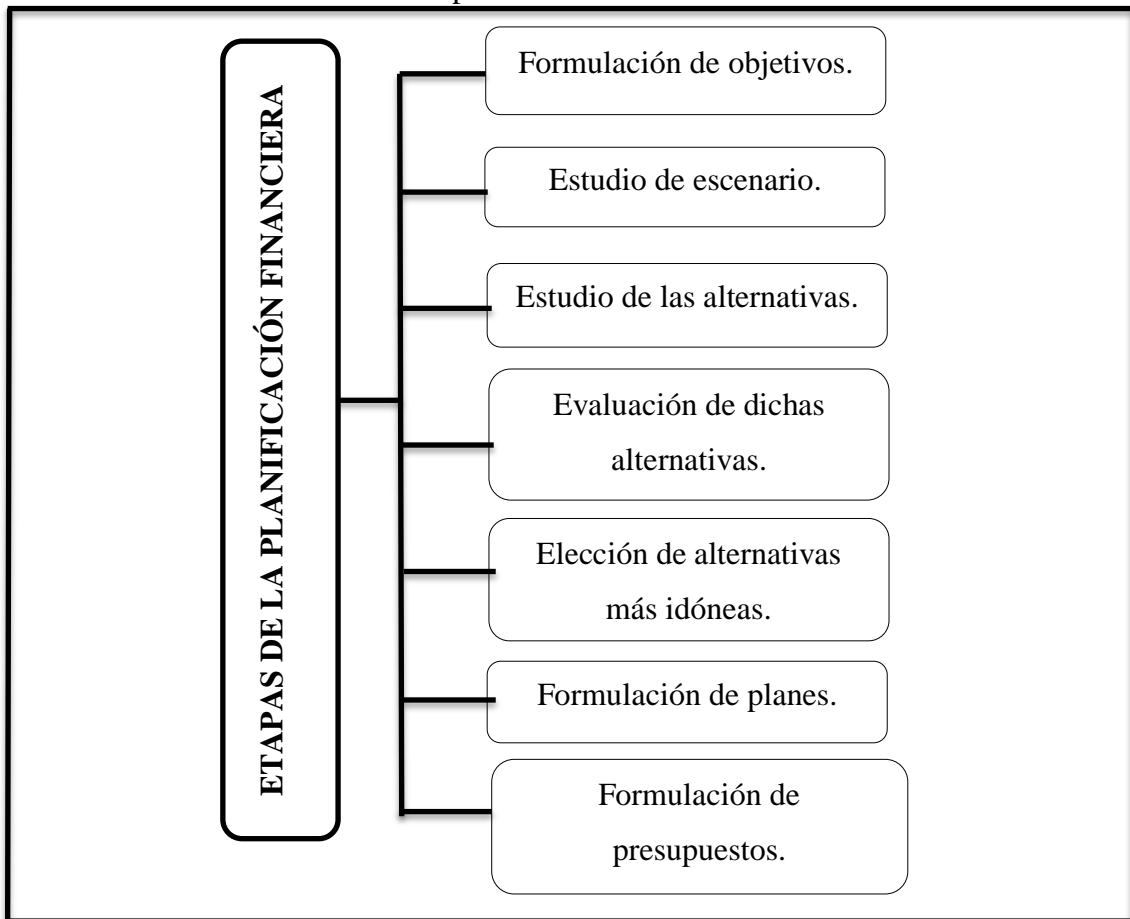 ETAPAS DE LA PLANIFICACIÓN FINANCIERA
Formulación de objetivos.
Estudio de escenario.
Estudio de las alternativas.
Evaluación de dichas
alternativas.
Elección de alternativas
más idóneas.
Formulación de planes.
Formulación de
presupuestos.